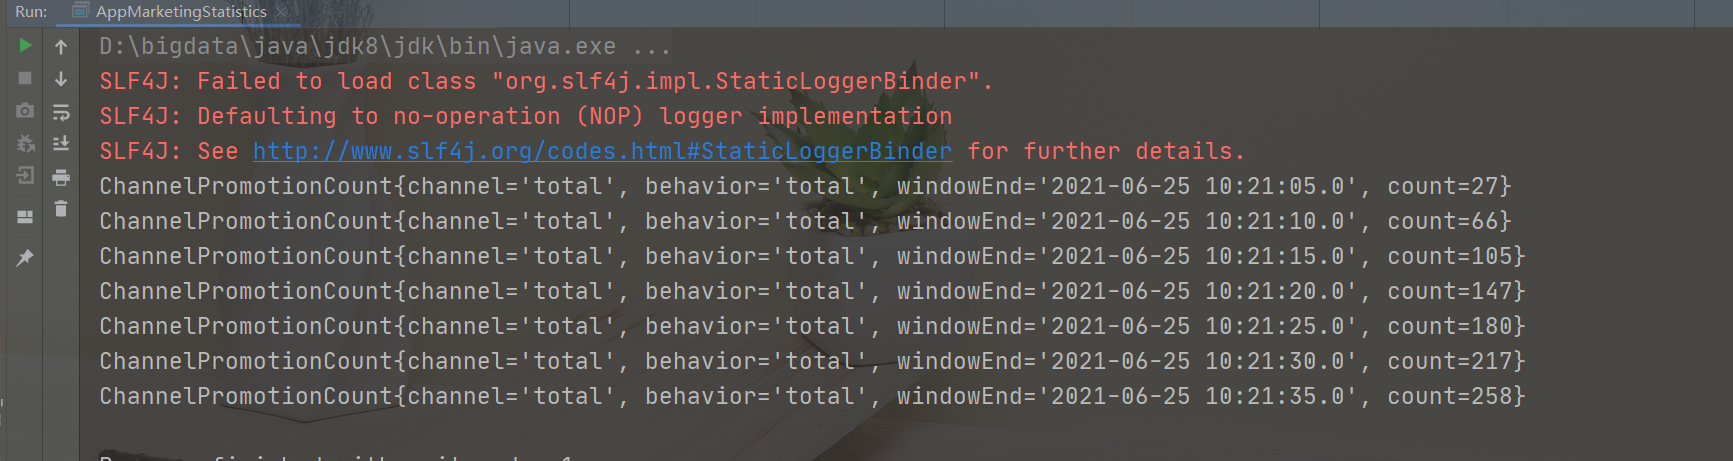 Run: AppMarketingStatistics
D:\bigdata\java\jdk8\jdk\bin\java.exe ...
SLF4J: Failed to load class "org.slf4j.impl.StaticLoggerBinder".
SLF4J: Defaulting to no-operation (NOP) logger implementation
SLF4J: See http://www.slf4j.org/codes.html#StaticLoggerBinder for further details.
ChannelPromotionCount{channel='total', behavior='total', windowEnd='2021-06-25 10:21:05.0', count=27}
ChannelPromotionCount{channel='total', behavior='total', windowEnd='2021-06-25 10:21:10.0', count=66}
ChannelPromotionCount{channel='total', behavior='total', windowEnd='2021-06-25 10:21:15.0', count=105}
ChannelPromotionCount{channel='total', behavior='total', windowEnd='2021-06-25 10:21:20.0', count=147}
ChannelPromotionCount{channel='total', behavior='total', windowEnd='2021-06-25 10:21:25.0', count=180}
ChannelPromotionCount{channel='total', behavior='total', windowEnd='2021-06-25 10:21:30.0', count=217}
ChannelPromotionCount{channel='total', behavior='total', windowEnd='2021-06-25 10:21:35.0', count=258}